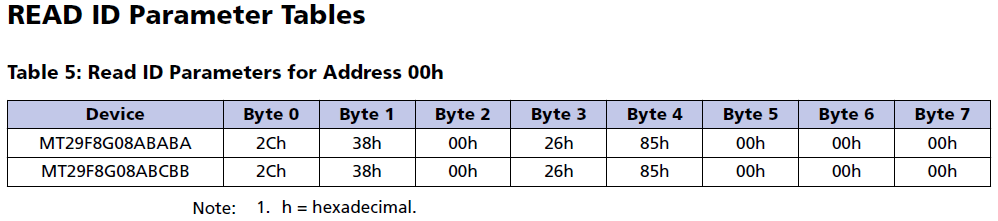 READ ID Parameter Tables
Table 5: Read ID Parameters for Address 00h
Device Byte 0 Byte 1 Byte 2 Byte 3 Byte 4 Byte 5 Byte 6 Byte 7
MT29F8G08ABABA 2Ch 38h 00h 26h 85h 00h 00h 00h
MT29F8G08ABCBB 2Ch 38h 00h 26h 85h 00h 00h 00h
Note: 1. h = hexadecimal.